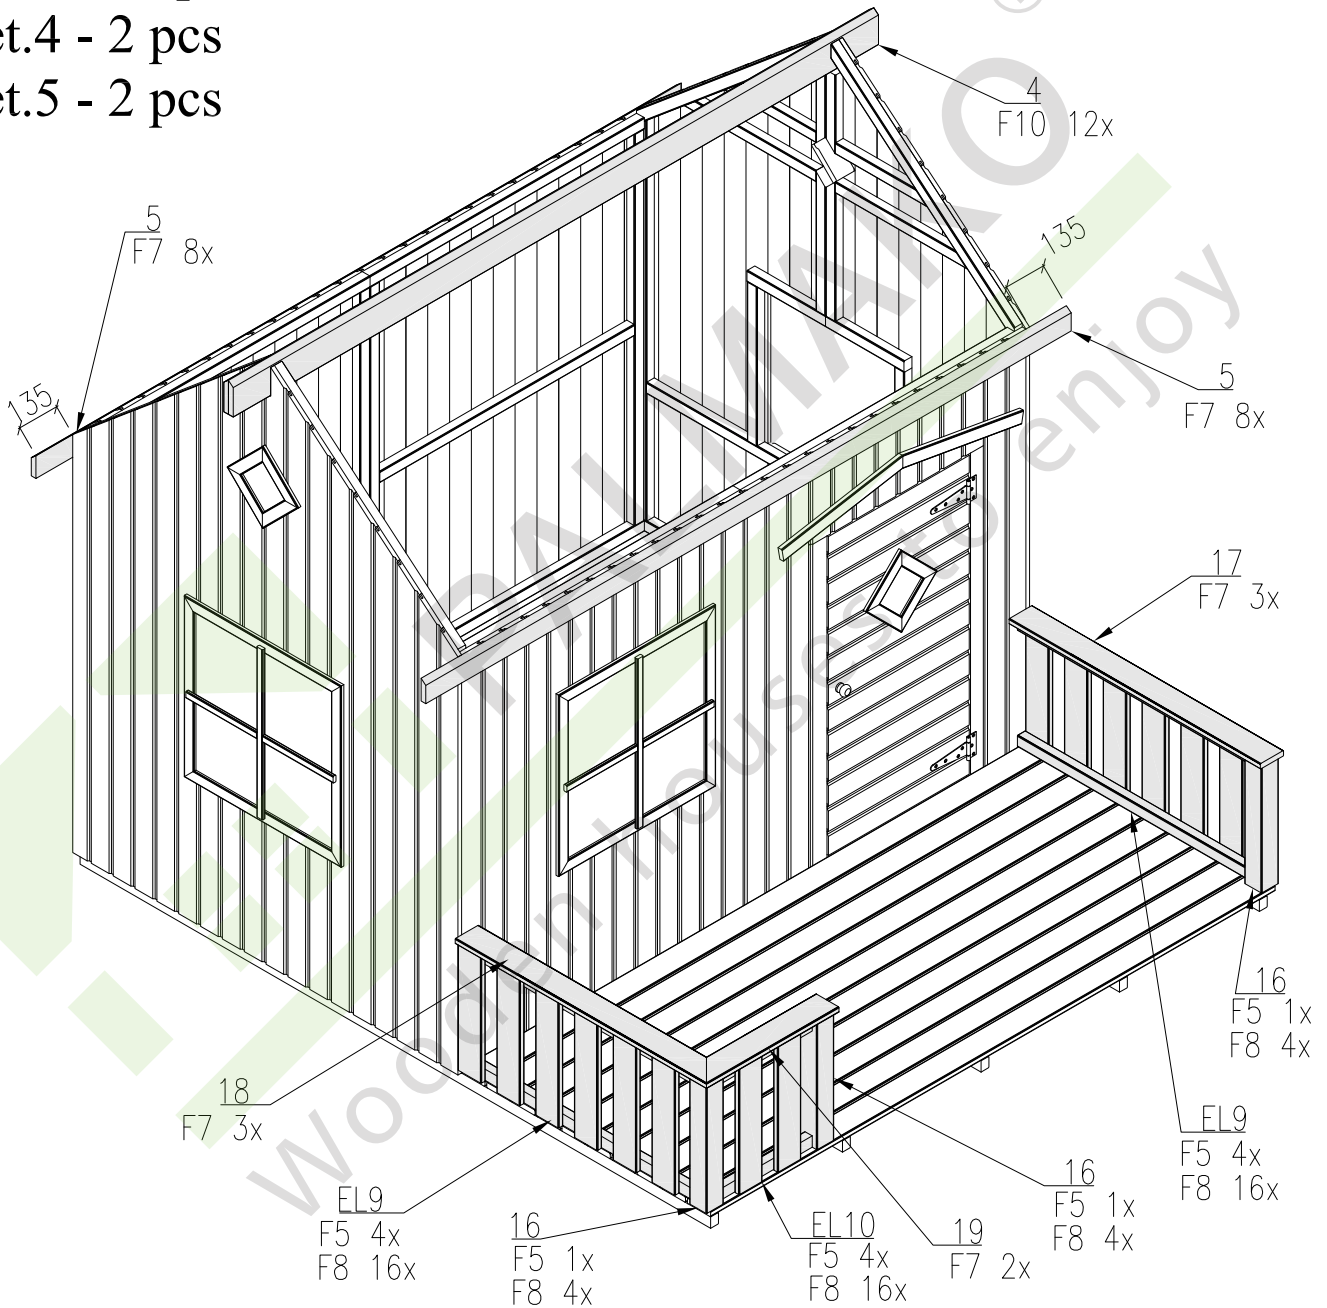 et.4 - 2 pcs
et.5 - 2 pcs
®
4
F10 12x
5
F7 8x
135
135
5
F7 8x
17
F7 3x
16
F5 1x
F8 4x
EL9
F5 4x
F8 16x
18
F7 3x
EL9
F5 4x
F8 16x
16
F5 1x
F8 4x
EL10
F5 4x
F8 16x
19
F7 2x
16
F5 1x
F8 4x
PALMAKO
Wooden houses to enjoy